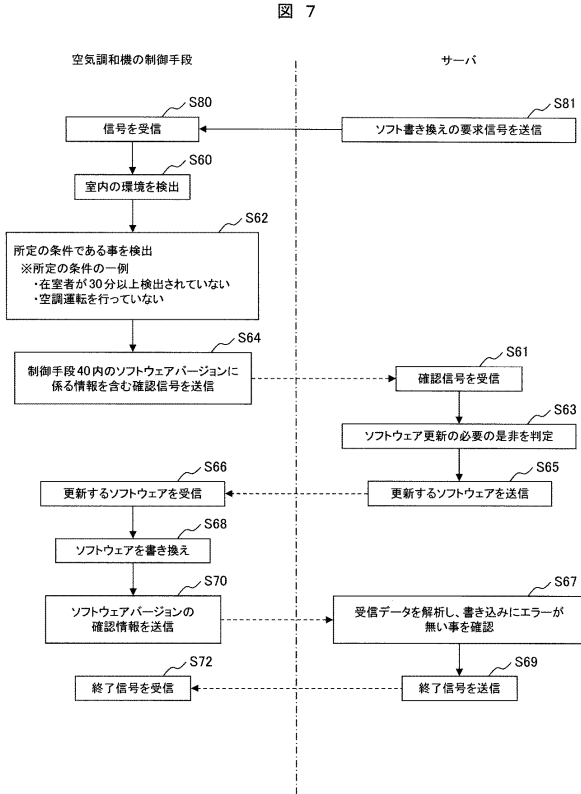 図 7
空気調和機の制御手段
サーバ
S80
信号を受信
S81
ソフト書き換えの要求信号を送信
S60
室内の環境を検出
S62
所定の条件である事を検出
※所定の条件の一例
・在室者が30分以上検出されていない
・空調運転を行っていない
S64
制御手段40内のソフトウェアバージョンに
係る情報を含む確認信号を送信
S61
確認信号を受信
S63
ソフトウェア更新の必要の是非を判定
S65
更新するソフトウェアを送信
S66
更新するソフトウェアを受信
S68
ソフトウェアを書き換え
S70
ソフトウェアバージョンの
確認情報を送信
S67
受信データを解析し、書き込みにエラーが
無い事を確認
S69
終了信号を送信
S72
終了信号を受信